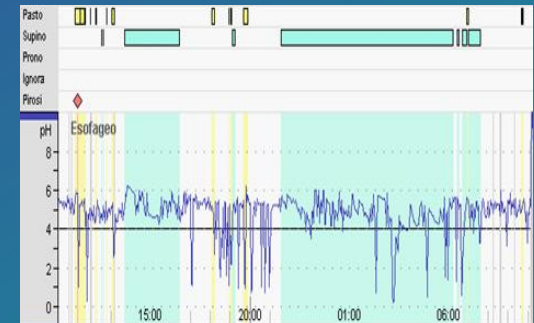 Pasto
Supino
Prono
Ignora
Pirosi
pH Esofageo
8
6
4
2
0
15:00 20:00 01:00 06:00